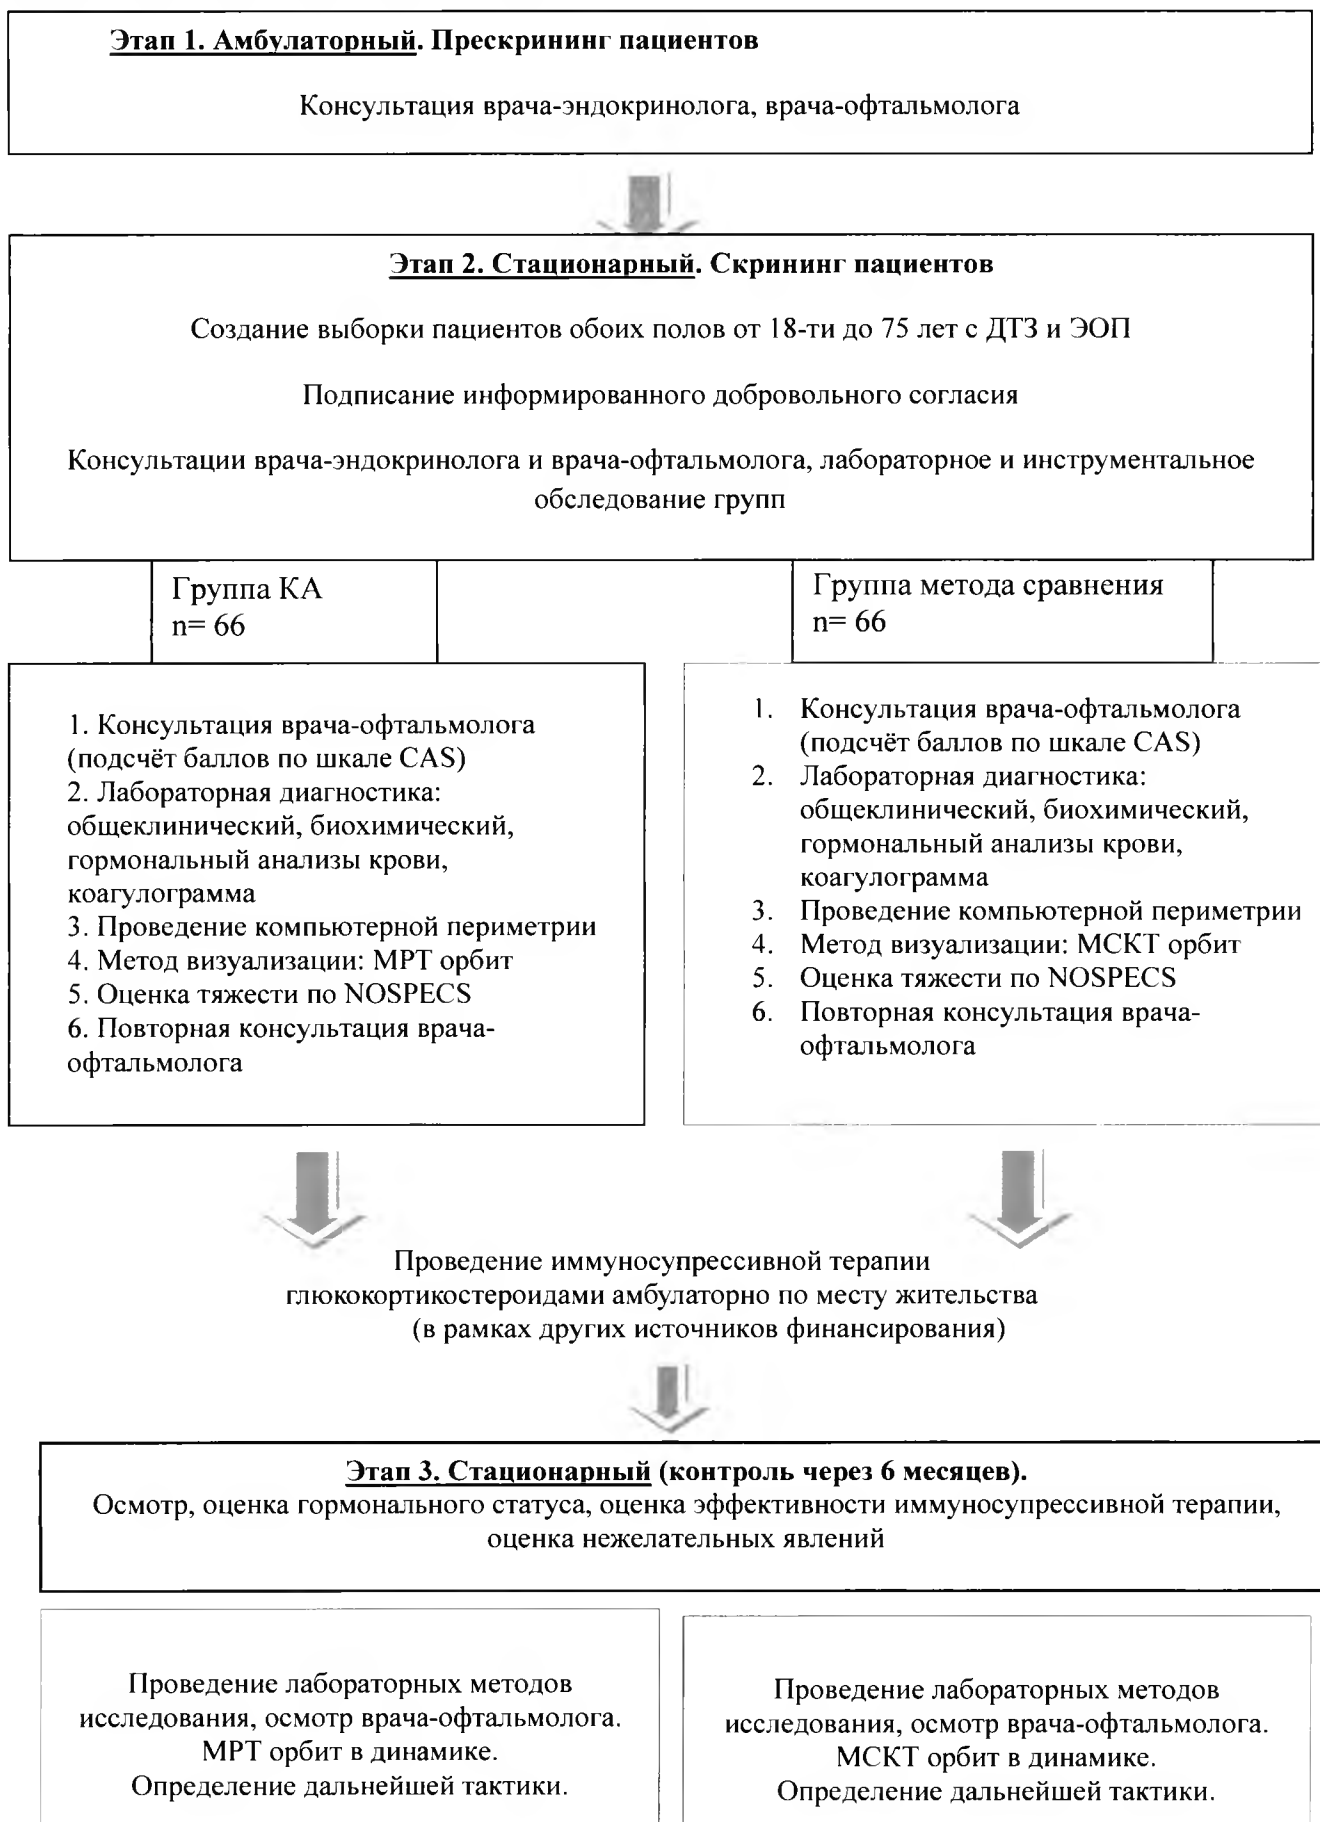 Этап 1. Амбулаторный. Прескрининг пациентов
Консультация врача-эндокринолога, врача-офтальмолога
Этап 2. Стационарный. Скрининг пациентов
Создание выборки пациентов обоих полов от 18-ти до 75 лет с ДТЗ и ЭОП
Подписание информированного добровольного согласия
Консультации врача-эндокринолога и врача-офтальмолога, лабораторное и инструментальное
обследование групп
Группа КА
n= 66
Группа метода сравнения
n= 66
1. Консультация врача-офтальмолога
(подсчёт баллов по шкале CAS)
2. Лабораторная диагностика:
общеклинический, биохимический,
гормональный анализы крови,
коагулограмма
3. Проведение компьютерной периметрии
4. Метод визуализации: МРТ орбит
5. Оценка тяжести по NOSPECS
6. Повторная консультация врача-
офтальмолога
1. Консультация врача-офтальмолога
(подсчёт баллов по шкале CAS)
2. Лабораторная диагностика:
общеклинический, биохимический,
гормональный анализы крови,
коагулограмма
3. Проведение компьютерной периметрии
4. Метод визуализации: МСКТ орбит
5. Оценка тяжести по NOSPECS
6. Повторная консультация врача-
офтальмолога
Проведение иммуносупрессивной терапии
глюкокортикостероидами амбулаторно по месту жительства
(в рамках других источников финансирования)
Этап 3. Стационарный (контроль через 6 месяцев).
Осмотр, оценка гормонального статуса, оценка эффективности иммуносупрессивной терапии,
оценка нежелательных явлений
Проведение лабораторных методов
исследования, осмотр врача-офтальмолога.
МРТ орбит в динамике.
Определение дальнейшей тактики.
Проведение лабораторных методов
исследования, осмотр врача-офтальмолога.
МСКТ орбит в динамике.
Определение дальнейшей тактики.